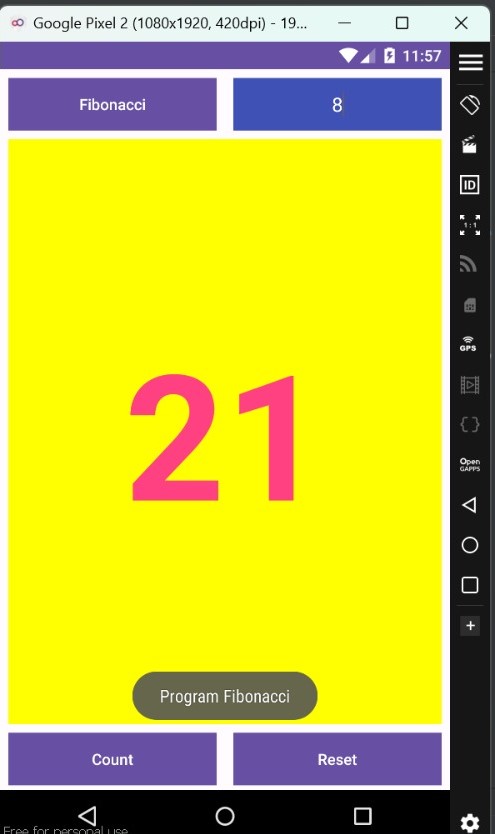 Google Pixel 2 (1080x1920, 420dpi) - 19...
11:57
Fibonacci
8
ID
1:1
GPS
21
Open
GAPPS
Program Fibonacci
Count
Reset
Free for personal use